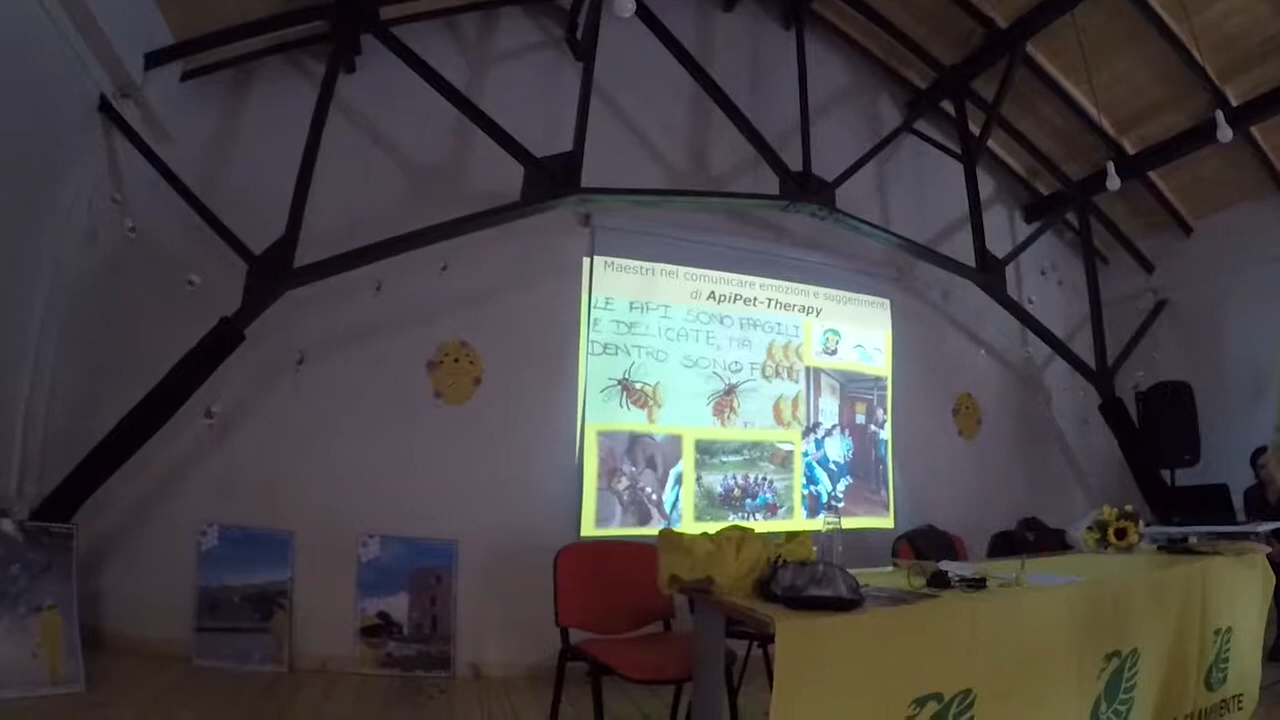 Maestri nel comunicare emozioni e suggerimenti
di ApiPet-Therapy
LE API SONO FRAGILI
E DELICATE, MA
DENTRO SONO FORTI